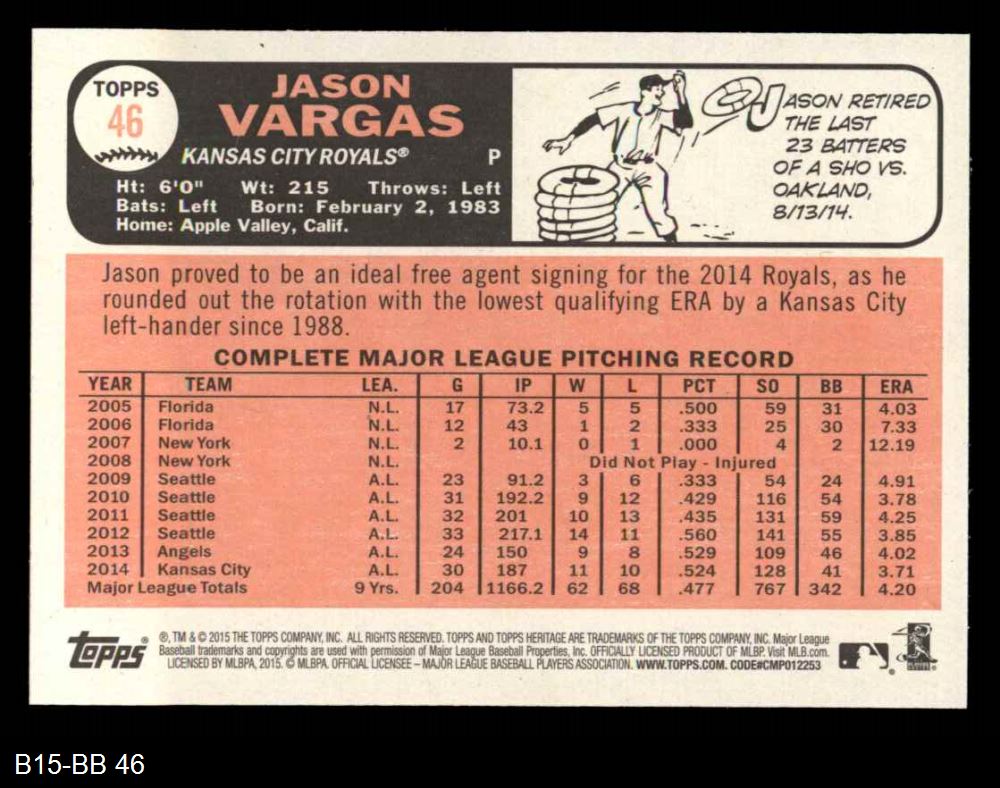 TOPPS
46
JASON
VARGAS
KANSAS CITY ROYALS® P
Ht: 6'0" Wt: 215 Throws: Left
Bats: Left Born: February 2, 1983
Home: Apple Valley, Calif.
JASON RETIRED
THE LAST
23 BATTERS
OF A SHO VS.
OAKLAND,
8/13/14.
Jason proved to be an ideal free agent signing for the 2014 Royals, as he
rounded out the rotation with the lowest qualifying ERA by a Kansas City
left-hander since 1988.
COMPLETE MAJOR LEAGUE PITCHING RECORD
YEAR TEAM LEA. G IP W L PCT SO BB ERA
2005 Florida N.L. 17 73.2 5 5 .500 59 31 4.03
2006 Florida N.L. 12 43 1 2 .333 25 30 7.33
2007 New York N.L. 2 10.1 0 1 .000 4 2 12.19
2008 New York N.L. Did Not Play - Injured
2009 Seattle A.L. 23 91.2 3 6 .333 54 24 4.91
2010 Seattle A.L. 31 192.2 9 12 .429 116 54 3.78
2011 Seattle A.L. 32 201 10 13 .435 131 59 4.25
2012 Seattle A.L. 33 217.1 14 11 .560 141 55 3.85
2013 Angels A.L. 24 150 9 8 .529 109 46 4.02
2014 Kansas City A.L. 30 187 11 10 .524 128 41 3.71
Major League Totals 9 Yrs. 204 1166.2 62 68 .477 767 342 4.20
Topps®
®, TM & © 2015 THE TOPPS COMPANY, INC. ALL RIGHTS RESERVED. TOPPS AND TOPPS HERITAGE ARE TRADEMARKS OF THE TOPPS COMPANY, INC. Major League
Baseball trademarks and copyrights are used with permission of Major League Baseball Properties, Inc. OFFICIALLY LICENSED PRODUCT OF MLBP. Visit MLB.com.
LICENSED BY MLBPA, 2015. © MLBPA. OFFICIAL LICENSEE – MAJOR LEAGUE BASEBALL PLAYERS ASSOCIATION. WWW.TOPPS.COM. CODE#CMP012253
B15-BB 46